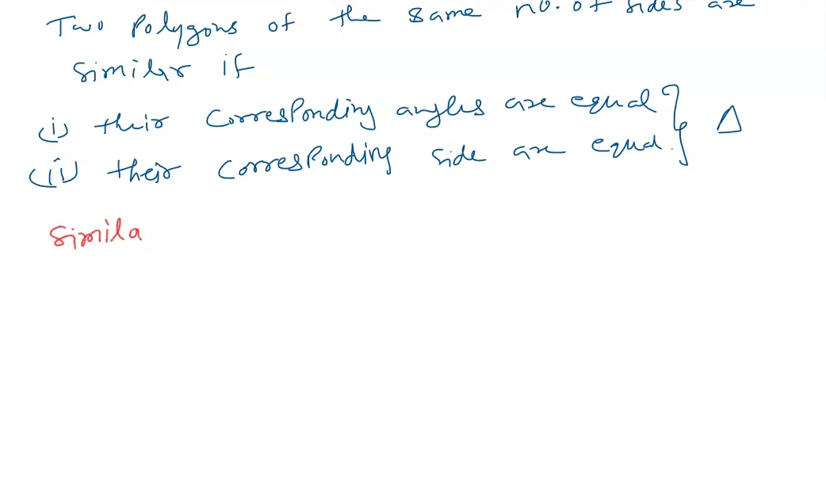 Two Polygons of the same no. of sides are
similar if
(i) their corresponding angles are equal
(ii) their corresponding side are equal. } Δ
Simila